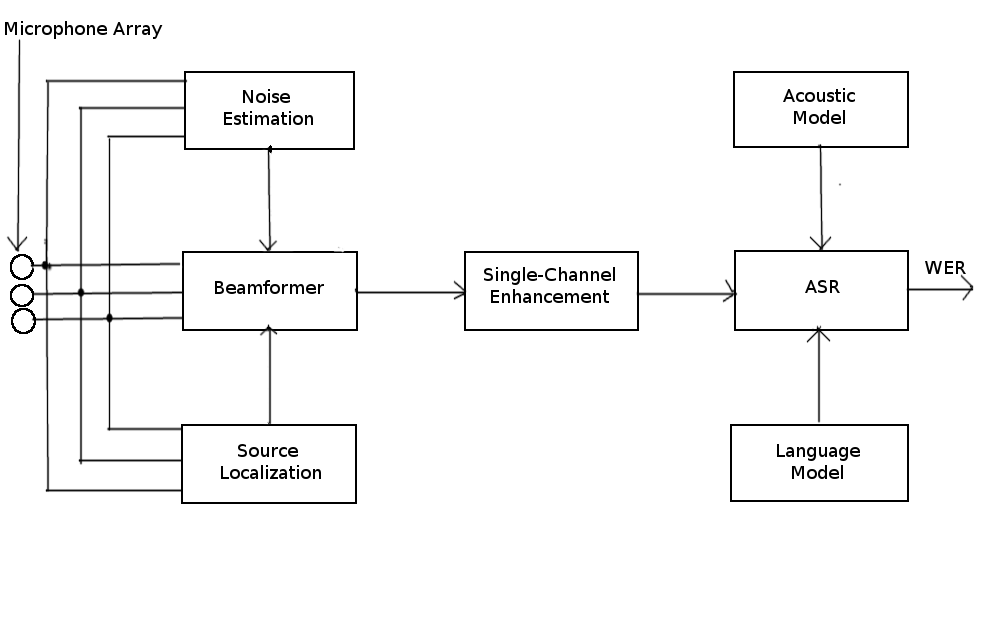 Microphone Array
Noise
Estimation
Acoustic
Model
Beamformer
Single-Channel
Enhancement
ASR
WER
Source
Localization
Language
Model